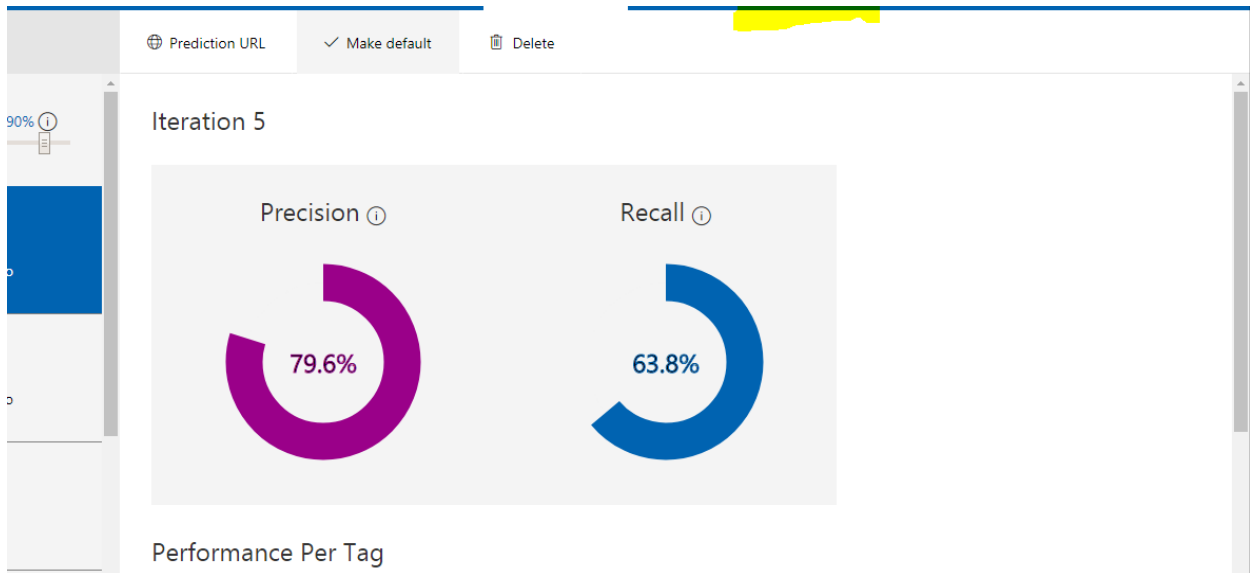 Prediction URL
Make default
Delete
90%
Iteration 5
Precision
Recall
79.6%
63.8%
Performance Per Tag